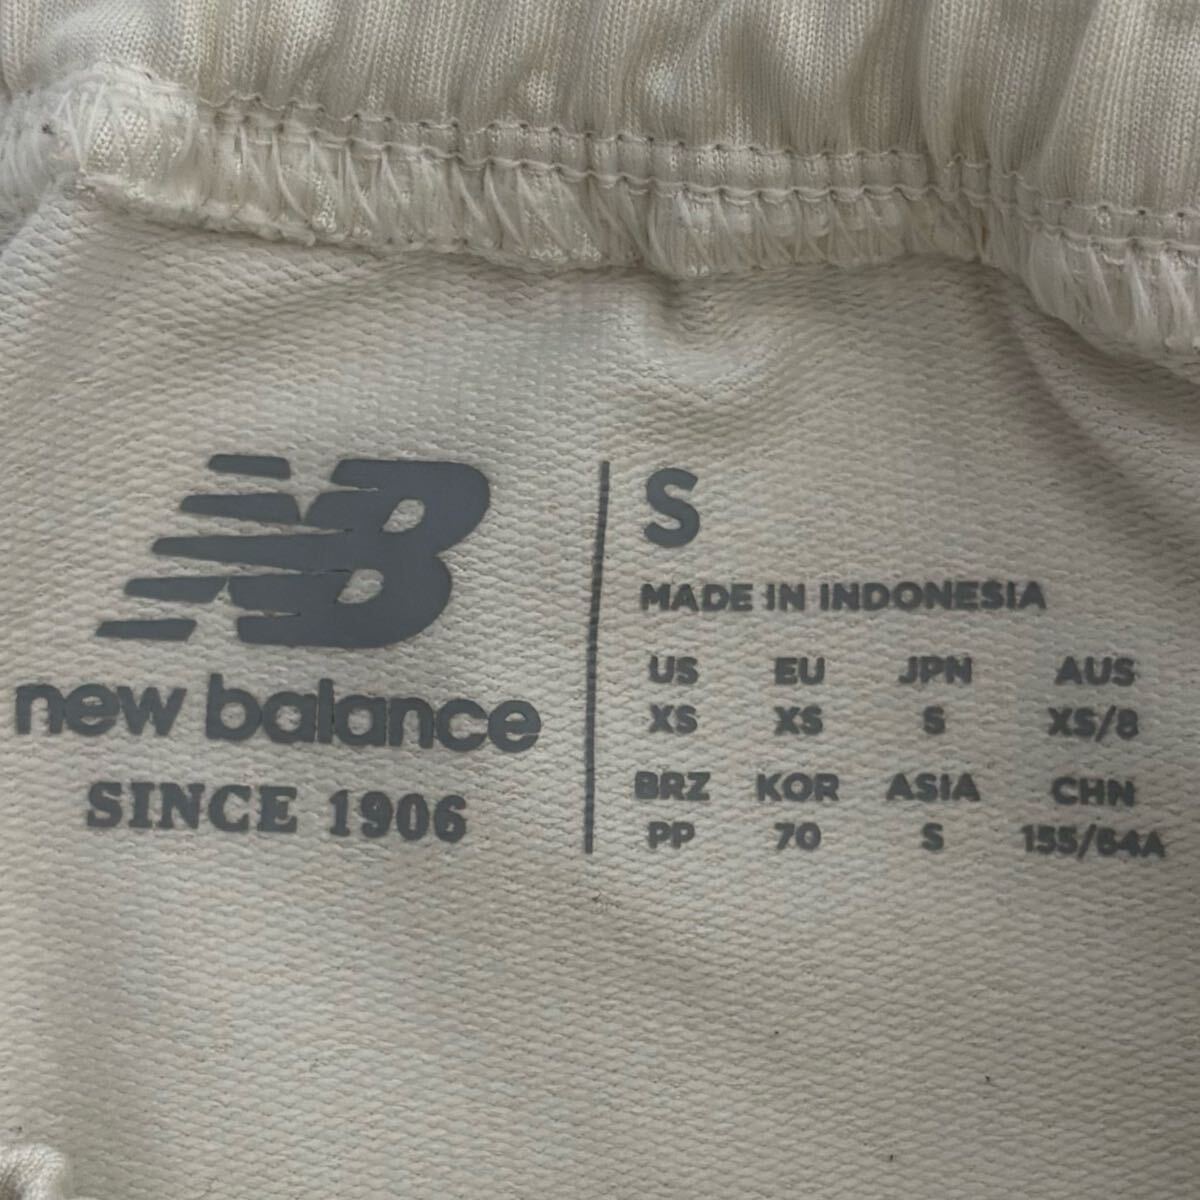 NB
new balance
SINCE 1906
S
MADE IN INDONESIA
US EU JPN AUS
XS XS S XS/8
BRZ KOR ASIA CHN
PP 70 S 155/64A